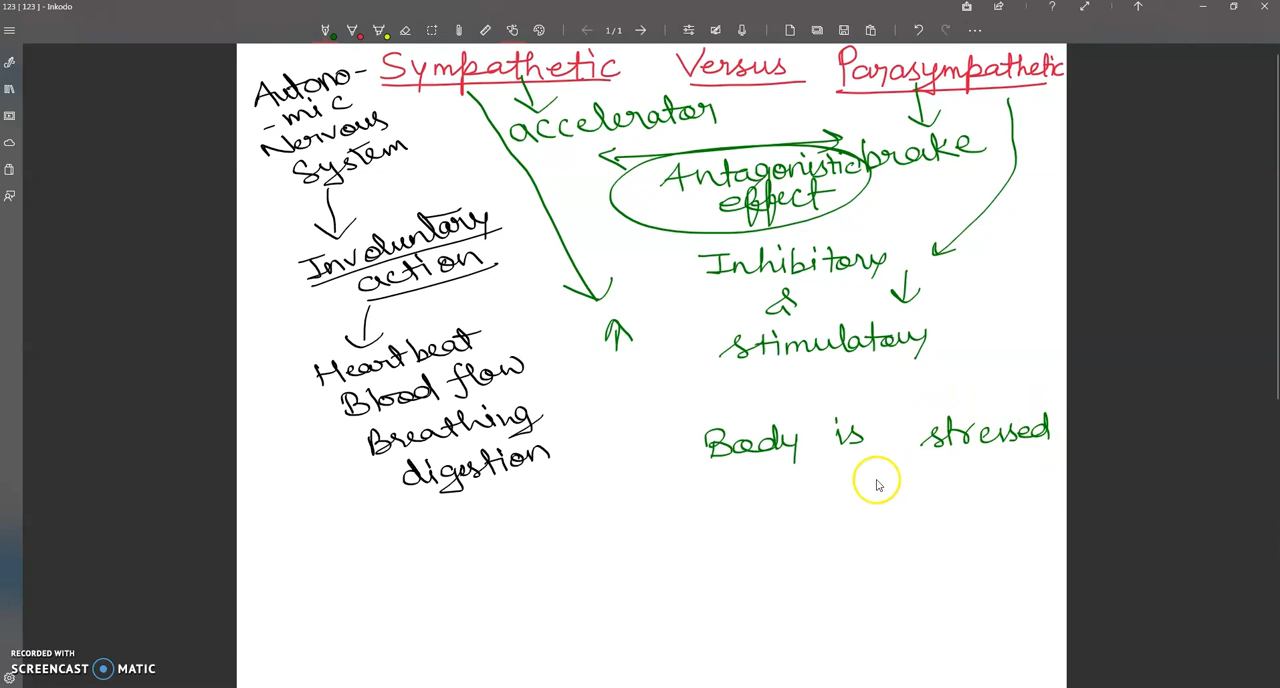 123 [ 123 ] - Inkodo
1/1
Sympathetic Versus Parasympathetic
Autono-
-mic
Nervous
System
Involuntary
action
Heartbeat
Blood flow
Breathing
digestion
accelerator
brake
Antagonistic
effect
Inhibitory
&
stimulatory
Body is stressed
RECORDED WITH
SCREENCAST MATIC